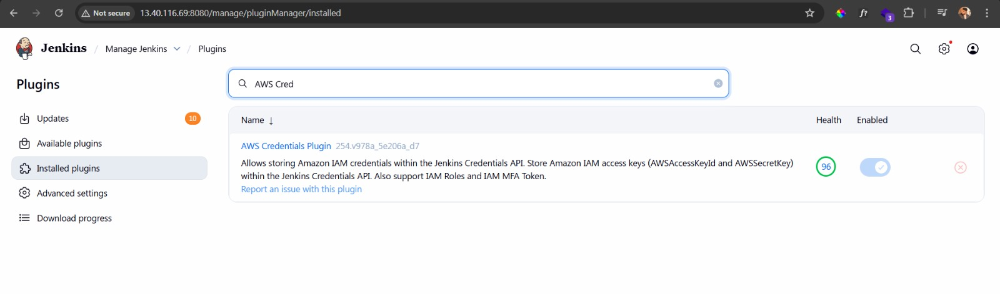 Not secure 13.40.116.69:8080/manage/pluginManager/installed
f?
3
Jenkins / Manage Jenkins / Plugins
Plugins
AWS Cred
Updates 10
Available plugins
Installed plugins
Advanced settings
Download progress
Name ↓ Health Enabled
AWS Credentials Plugin 254.v978a_5e206a_d7
Allows storing Amazon IAM credentials within the Jenkins Credentials API. Store Amazon IAM access keys (AWSAccessKeyId and AWSSecretKey)
within the Jenkins Credentials API. Also support IAM Roles and IAM MFA Token.
96
Report an issue with this plugin